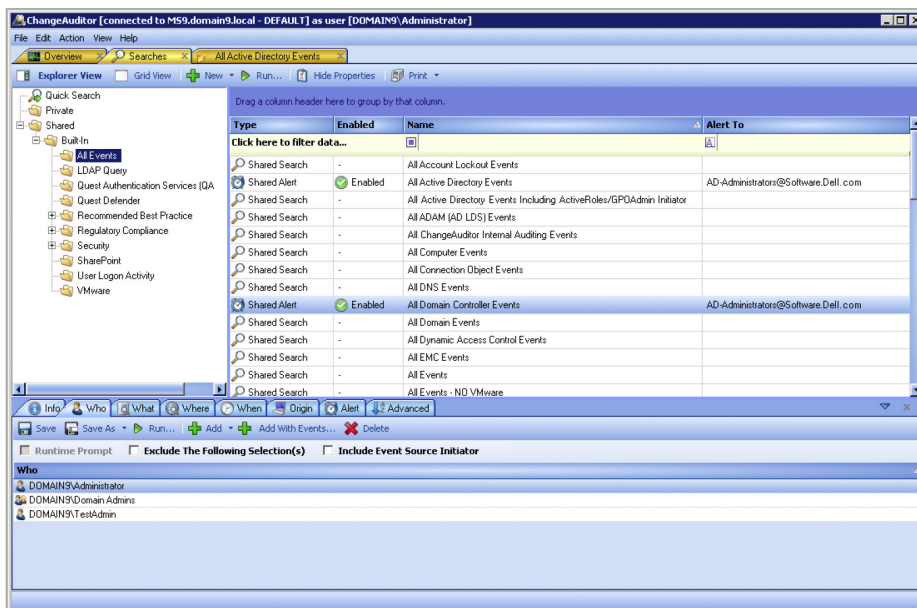 ChangeAuditor [connected to MS9.domain9.local - DEFAULT] as user [DOMAIN9\Administrator]
File Edit Action View Help
Overview Searches All Active Directory Events
Explorer View Grid View New Run... Hide Properties Print
Quick Search
Private
Shared
Built-In
All Events
LDAP Query
Quest Authentication Services (QA
Quest Defender
Recommended Best Practice
Regulatory Compliance
Security
SharePoint
User Logon Activity
VMware
Drag a column header here to group by that column.
Type Enabled Name Alert To
Click here to filter data...
Shared Search - All Account Lockout Events
Shared Alert Enabled All Active Directory Events AD-Administrators@Software.Dell.com
Shared Search - All Active Directory Events Including ActiveRoles/GPOAdmin Initiator
Shared Search - All ADAM (AD LDS) Events
Shared Search - All ChangeAuditor Internal Auditing Events
Shared Search - All Computer Events
Shared Search - All Connection Object Events
Shared Search - All DNS Events
Shared Alert Enabled All Domain Controller Events AD-Administrators@Software.Dell.com
Shared Search - All Domain Events
Shared Search - All Dynamic Access Control Events
Shared Search - All EMC Events
Shared Search - All Events
Shared Search - All Events - NO VMware
Info Who What Where When Origin Alert Advanced
Save Save As Run... Add Add With Events... Delete
Runtime Prompt Exclude The Following Selection(s) Include Event Source Initiator
Who
DOMAIN9\Administrator
DOMAIN9\Domain Admins
DOMAIN9\TestAdmin